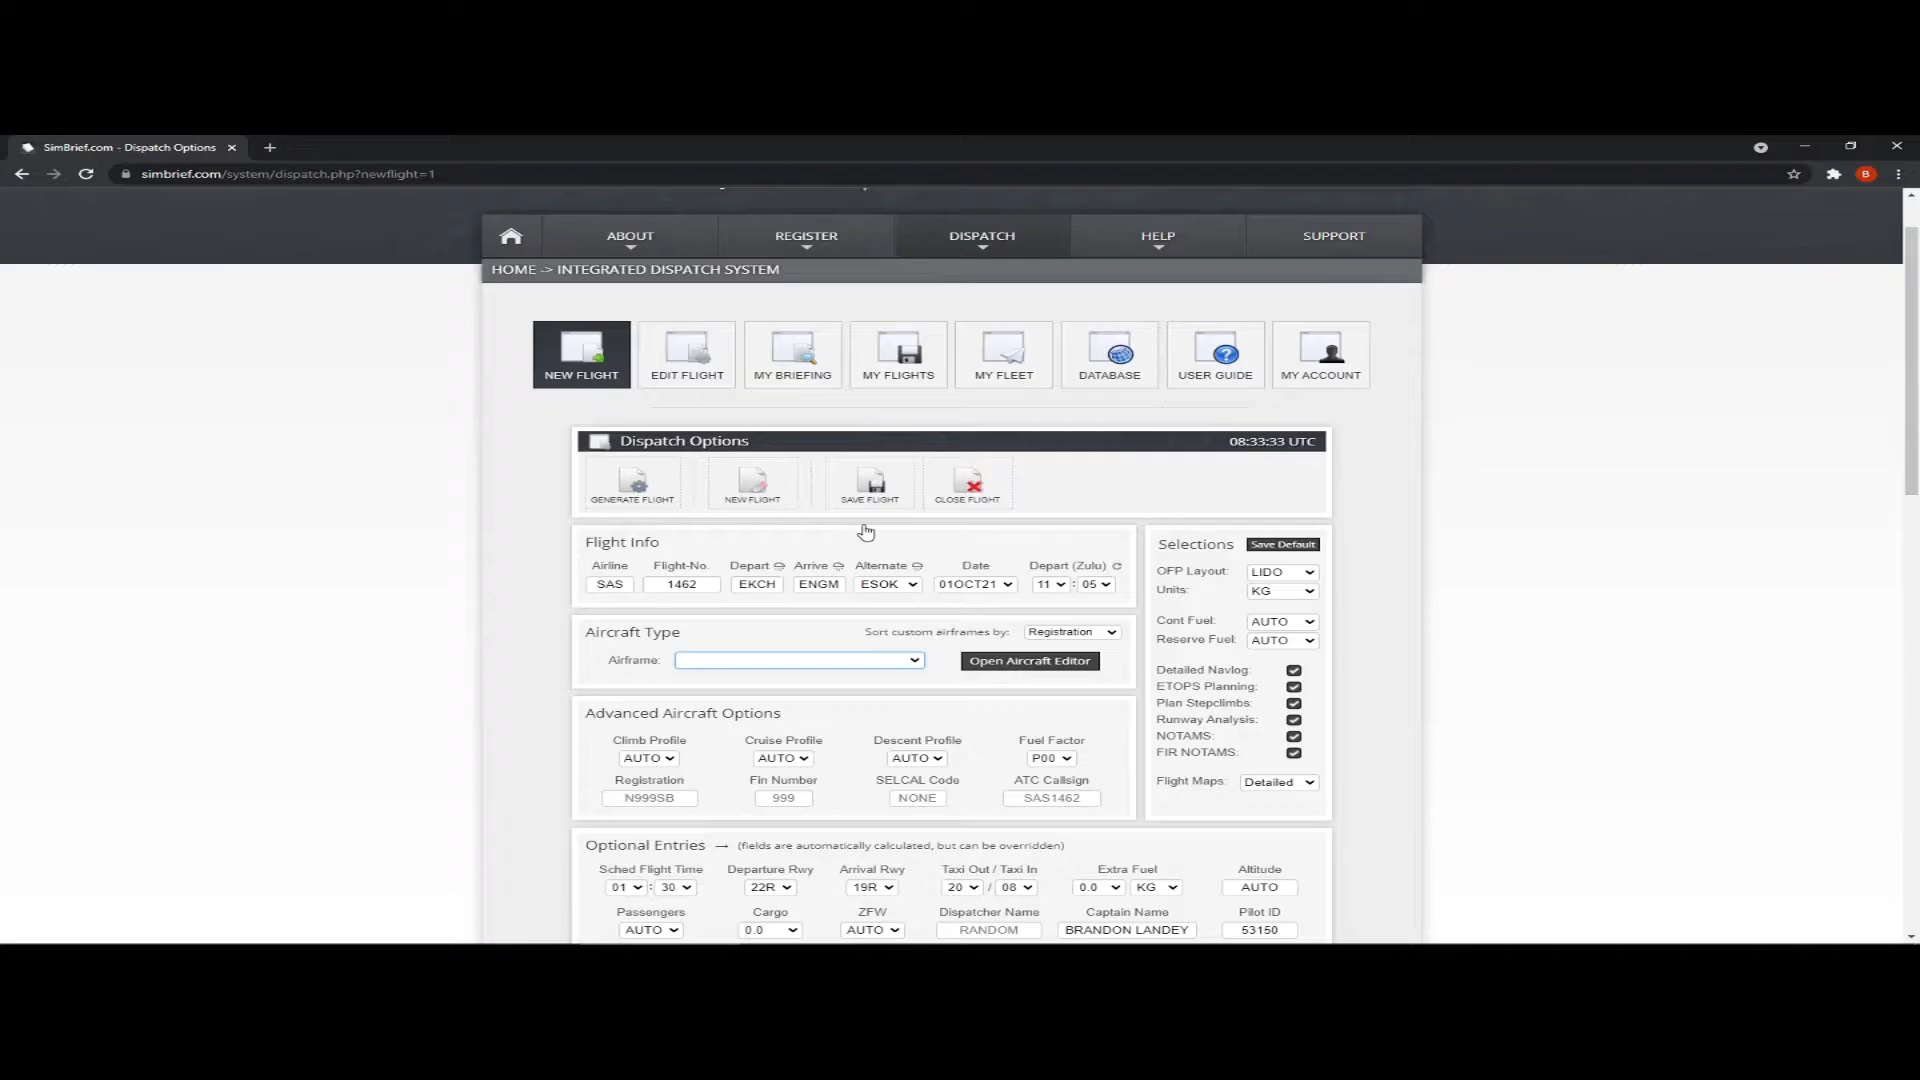 SimBrief.com - Dispatch Options
simbrief.com/system/dispatch.php?newflight=1
B
ABOUT REGISTER DISPATCH HELP SUPPORT
HOME -> INTEGRATED DISPATCH SYSTEM
NEW FLIGHT EDIT FLIGHT MY BRIEFING MY FLIGHTS MY FLEET DATABASE USER GUIDE MY ACCOUNT
Dispatch Options 08:33:33 UTC
GENERATE FLIGHT NEW FLIGHT SAVE FLIGHT CLOSE FLIGHT
Flight Info
Airline Flight-No. Depart Arrive Alternate Date Depart (Zulu)
SAS 1462 EKCH ENGM ESOK 01OCT21 11 : 05
Aircraft Type Sort custom airframes by: Registration
Airframe: Open Aircraft Editor
Advanced Aircraft Options
Climb Profile Cruise Profile Descent Profile Fuel Factor
AUTO AUTO AUTO P00
Registration Fin Number SELCAL Code ATC Callsign
N999SB 999 NONE SAS1462
Selections Save Default
OFP Layout: LIDO
Units: KG
Cont Fuel: AUTO
Reserve Fuel: AUTO
Detailed Navlog:
ETOPS Planning:
Plan Stepclimbs:
Runway Analysis:
NOTAMS:
FIR NOTAMS:
Flight Maps: Detailed
Optional Entries → (fields are automatically calculated, but can be overridden)
Sched Flight Time Departure Rwy Arrival Rwy Taxi Out / Taxi In Extra Fuel Altitude
01 : 30 22R 19R 20 / 08 0.0 KG AUTO
Passengers Cargo ZFW Dispatcher Name Captain Name Pilot ID
AUTO 0.0 AUTO RANDOM BRANDON LANDEY 53150